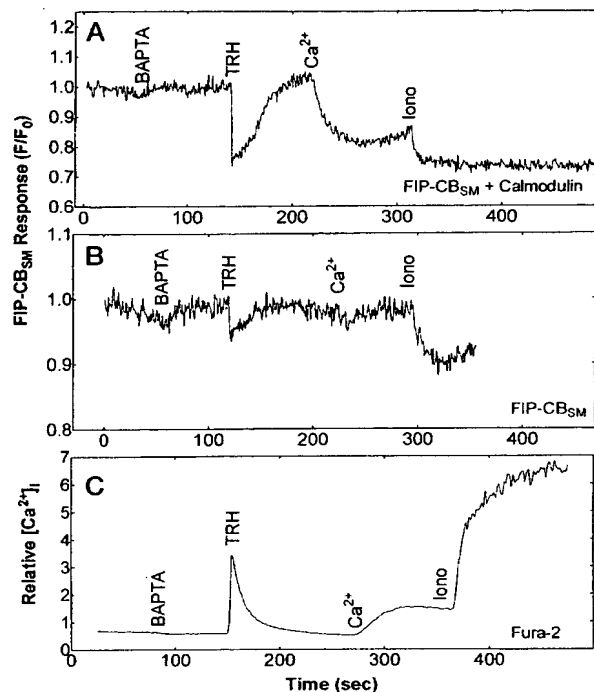 A
BAPTA
TRH
Ca²⁺
Iono
1.2
1.1
1.0
0.9
0.8
0.7
0.6
0 100 200 300 400
FIP-CB_SM + Calmodulin
FIP-CB_SM Response (F/F₀)
B
BAPTA
TRH
Ca²⁺
Iono
1.1
1.0
0.9
0.8
0 100 200 300 400
FIP-CB_SM
C
BAPTA
TRH
Ca²⁺
Iono
7
6
5
4
3
2
1
0
Relative [Ca²⁺]ᵢ
Fura-2
0 100 200 300 400
Time (sec)